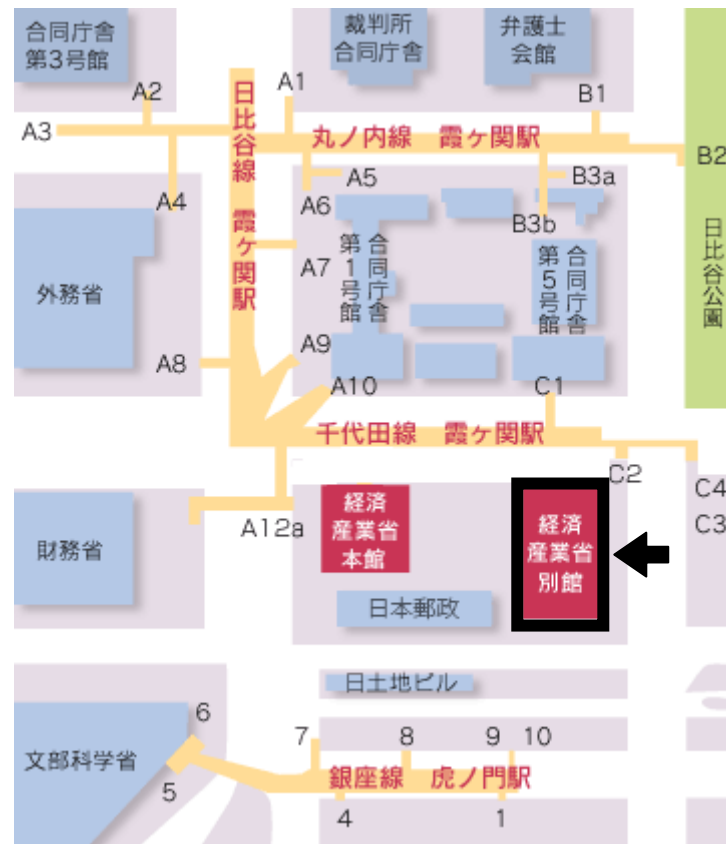 合同庁舎
第3号館
裁判所
合同庁舎
弁護士
会館
A2
A1
B1
A3
日比谷線　霞ヶ関駅
丸ノ内線　霞ヶ関駅
B2
A5
B3a
A4
A6
B3b
日比谷公園
外務省
A7
合同庁舎
第1号館
合同庁舎
第5号館
A9
A8
A10
C1
千代田線　霞ヶ関駅
C2
C4
C3
A12a
経済
産業省
本館
経済
産業省
別館
財務省
日本郵政
日土地ビル
6
7
8
9
10
文部科学省
銀座線　虎ノ門駅
5
4
1